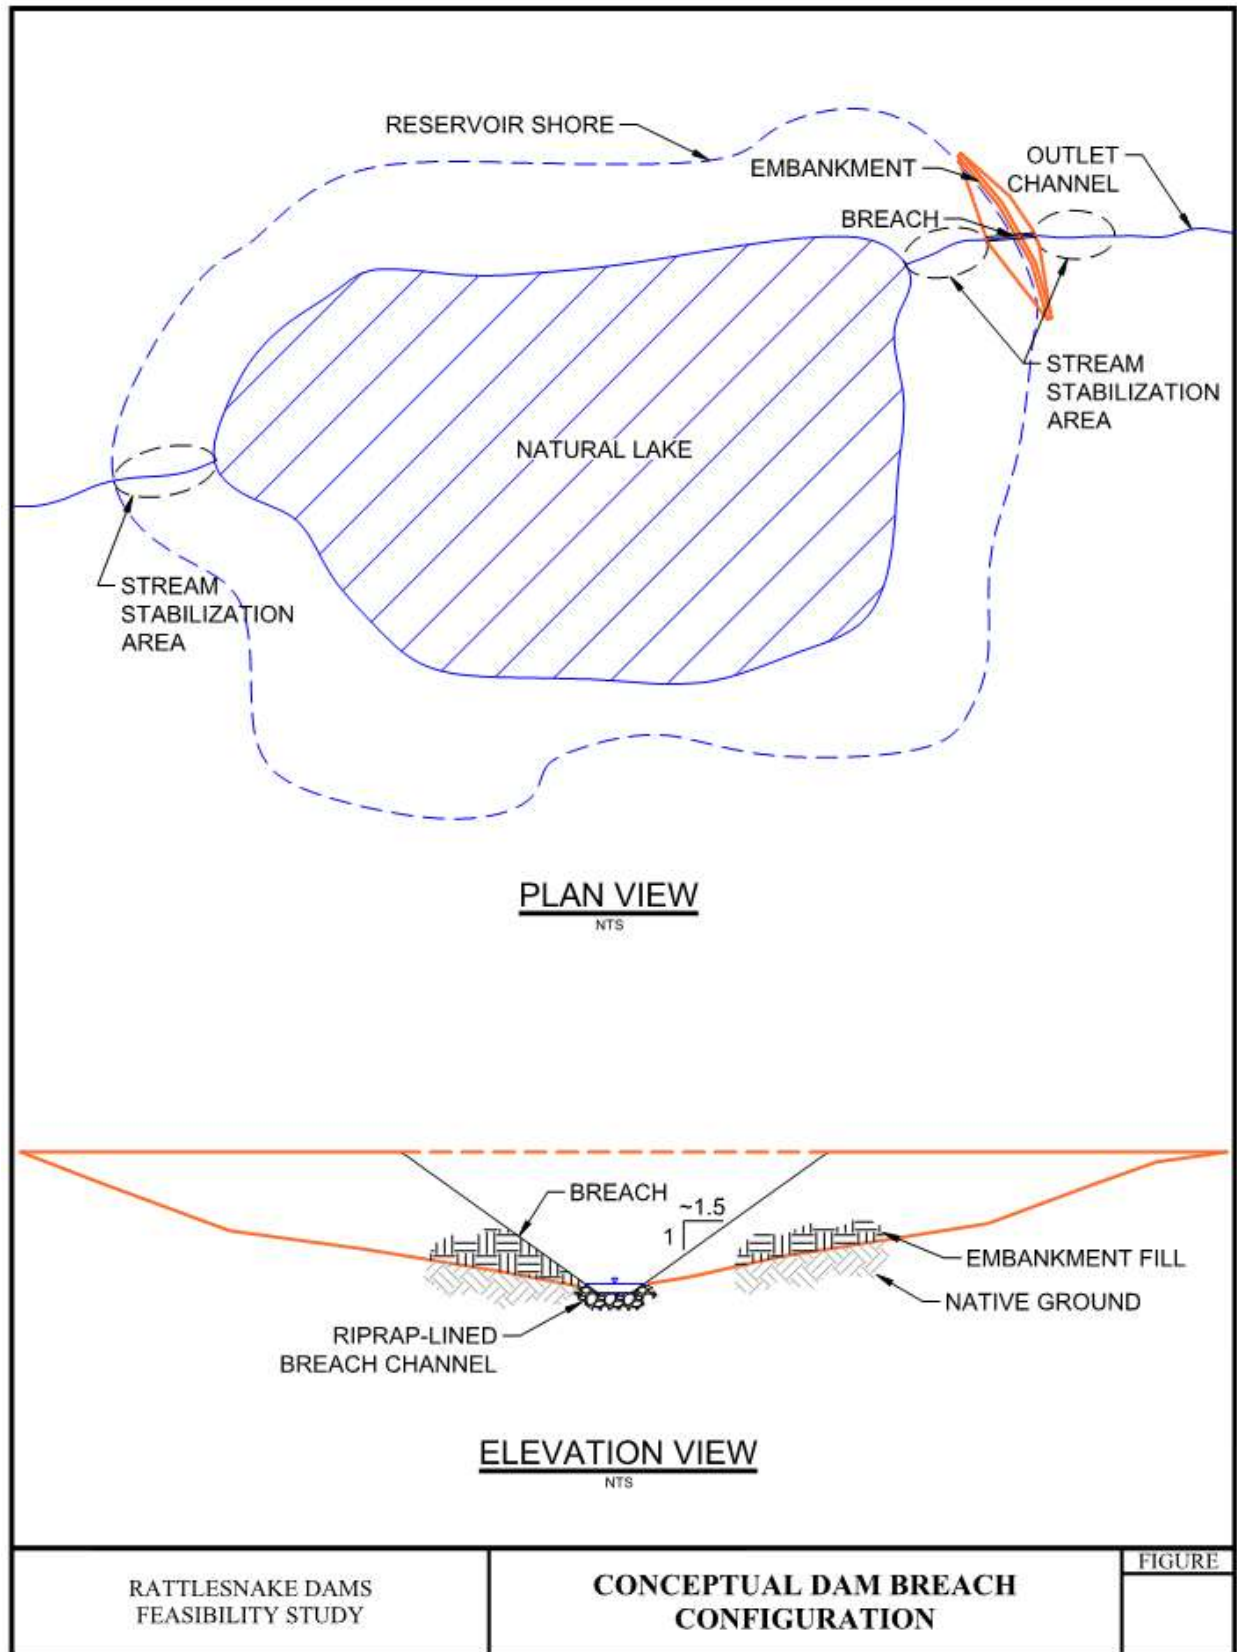 RESERVOIR SHORE
EMBANKMENT
OUTLET
CHANNEL
BREACH
STREAM
STABILIZATION
AREA
NATURAL LAKE
STREAM
STABILIZATION
AREA
PLAN VIEW
NTS
BREACH
~1.5
1
EMBANKMENT FILL
NATIVE GROUND
RIPRAP-LINED
BREACH CHANNEL
ELEVATION VIEW
NTS
RATTLESNAKE DAMS
FEASIBILITY STUDY
CONCEPTUAL DAM BREACH
CONFIGURATION
FIGURE